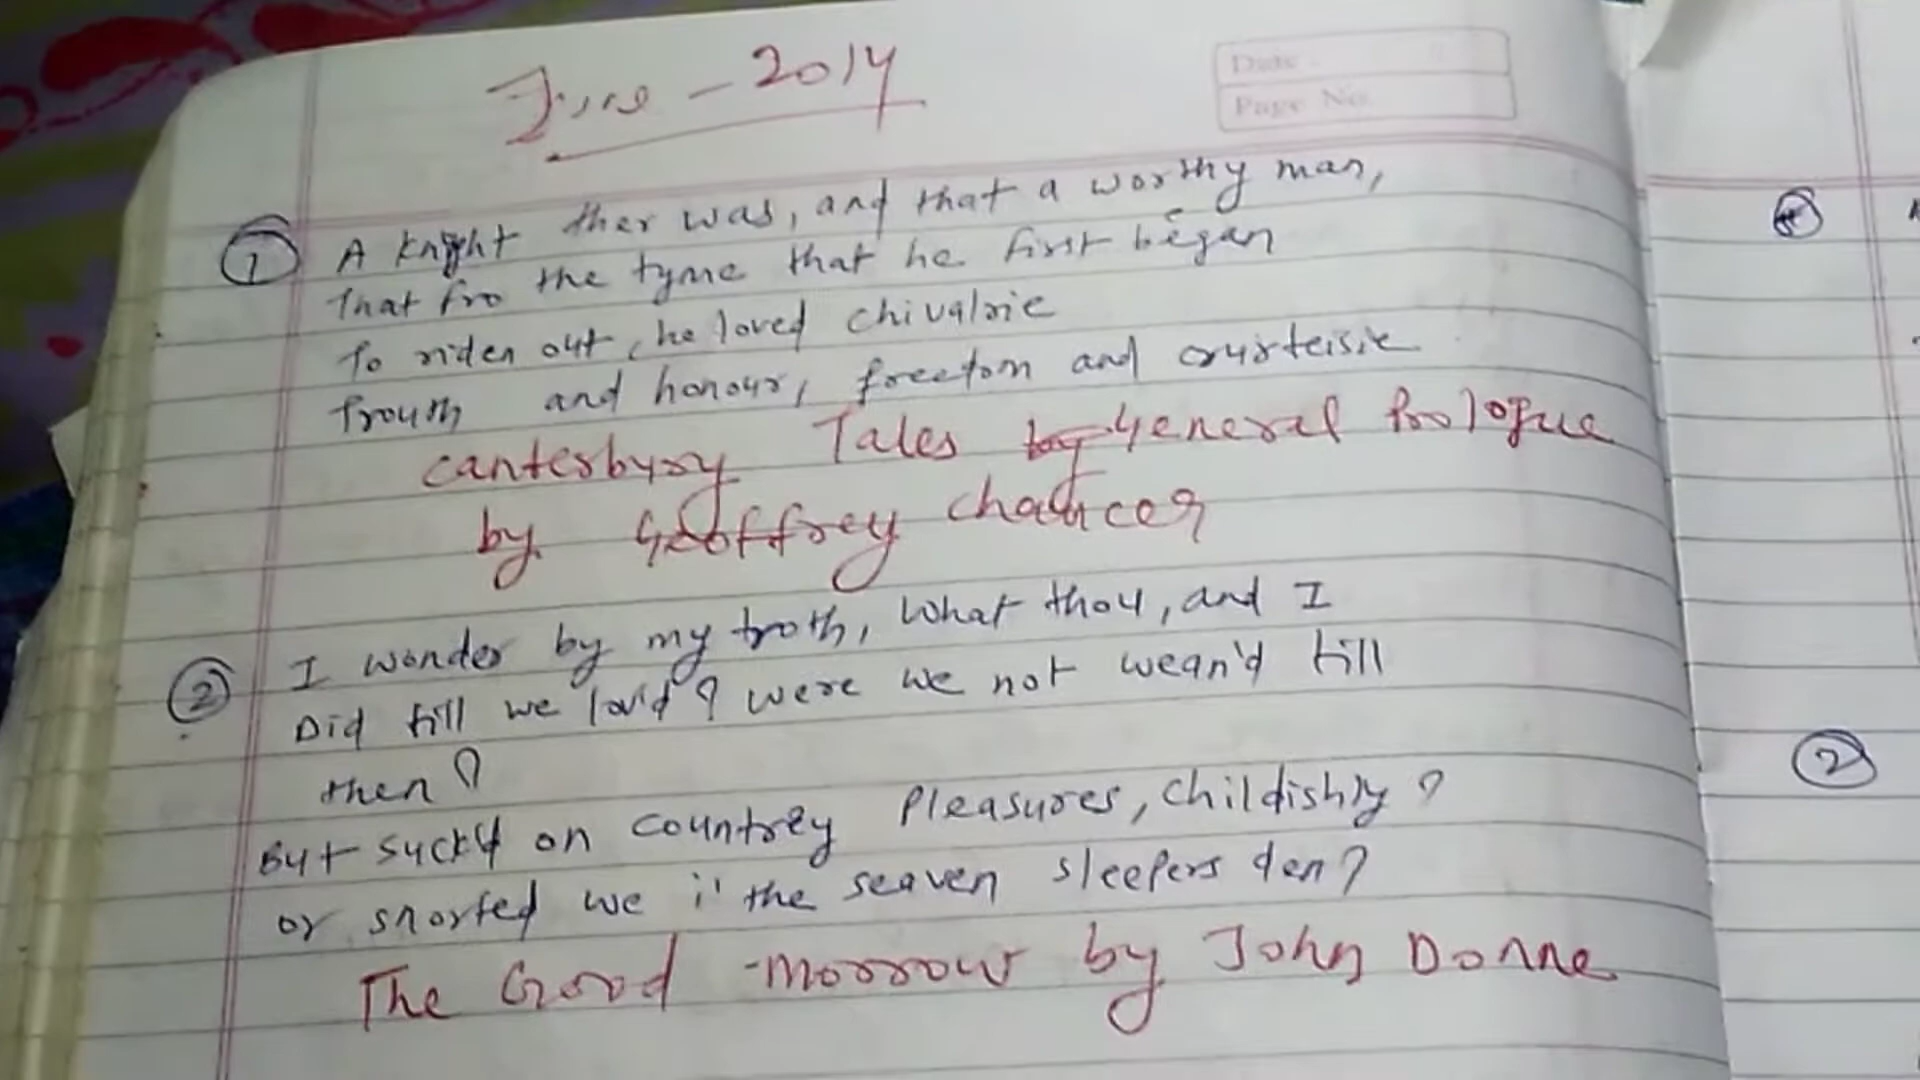 June - 2014
Date
Page No.
① A Knight ther was, and that a worthy man,
That fro the tyme that he first began
To riden out, he loved chivalrie
Trouth and honour, freetom and curteisie
Canterbury Tales by General Prologue
by Geoffrey Chaucer
② I wonder by my troth, what thou, and I
Did till we lov'd? were we not wean'd till
then?
But suck'd on countrey Pleasures, childishly?
or snorted we i' the seaven sleepers den?
The Good-morrow by John Donne
②